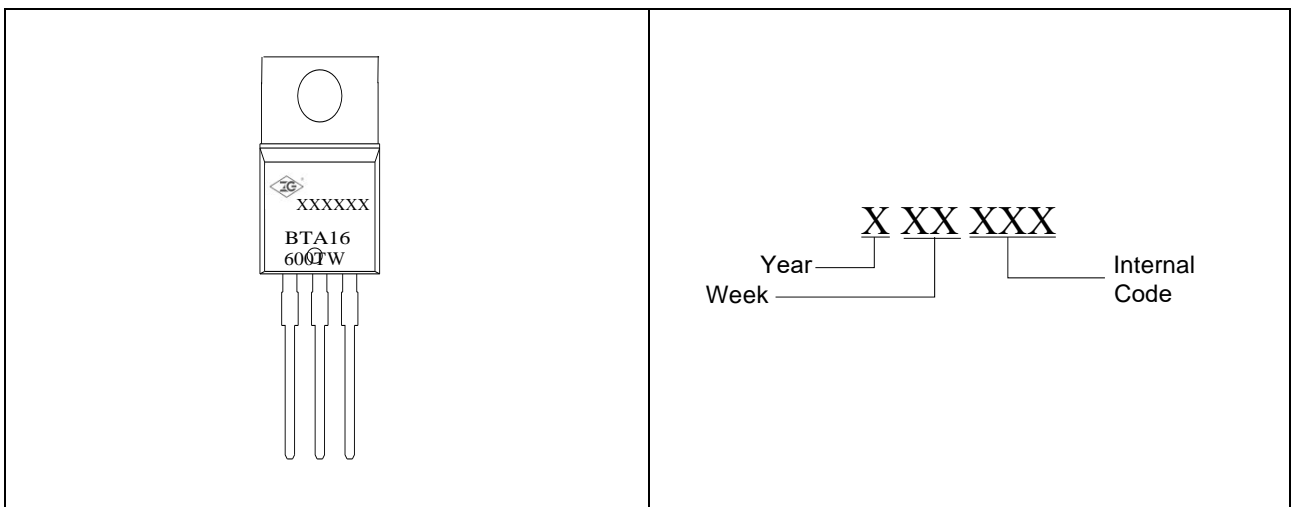 XXXXXX
BTA16
600TW
X XX XXX
Year
Week
Internal
Code